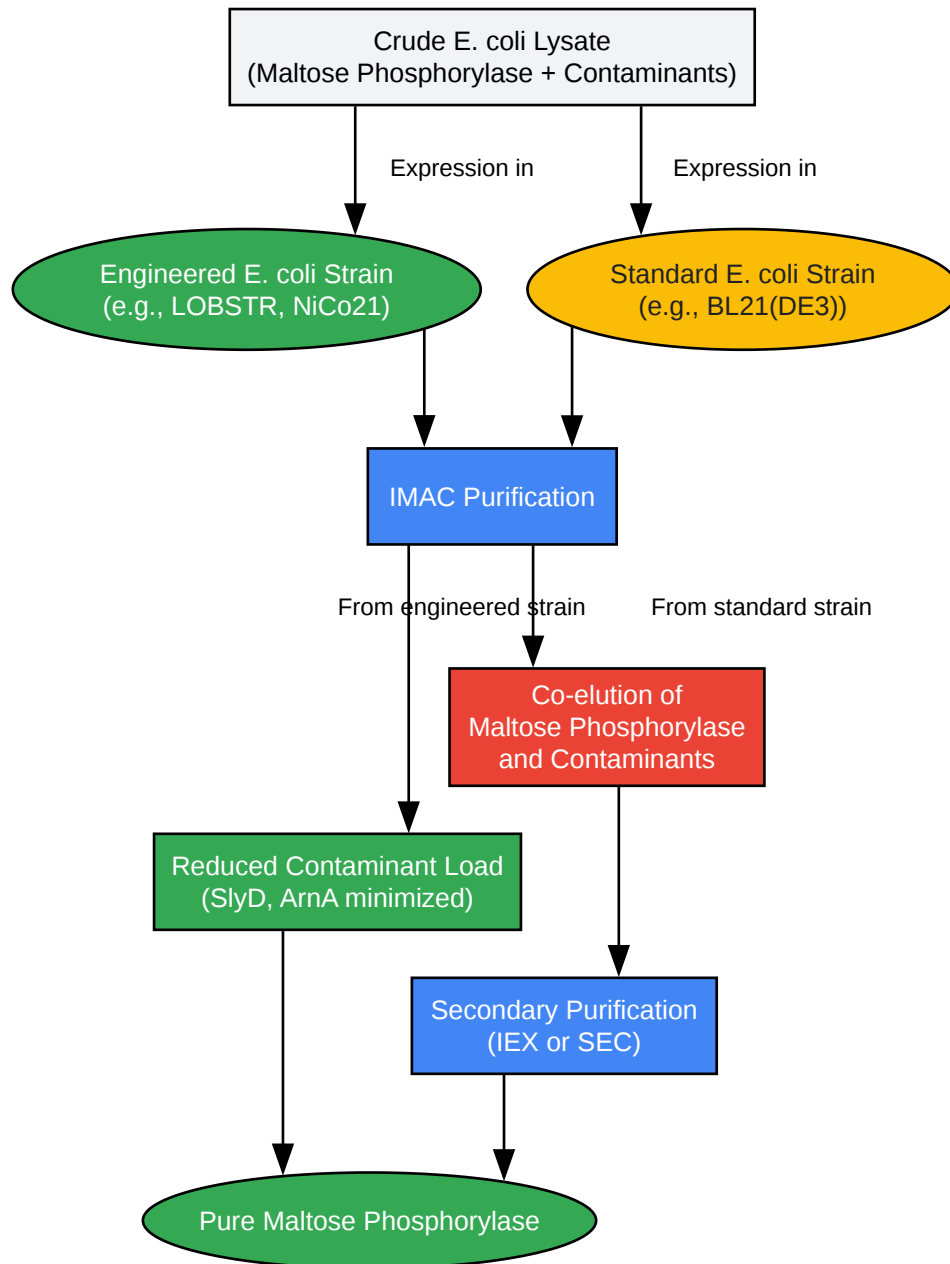 Crude E. coli Lysate
(Maltose Phosphorylase + Contaminants)
Expression in
Expression in
Engineered E. coli Strain
(e.g., LOBSTR, NiCo21)
Standard E. coli Strain
(e.g., BL21(DE3))
IMAC Purification
From engineered strain
From standard strain
Co-elution of
Maltose Phosphorylase
and Contaminants
Reduced Contaminant Load
(SlyD, ArnA minimized)
Secondary Purification
(IEX or SEC)
Pure Maltose Phosphorylase